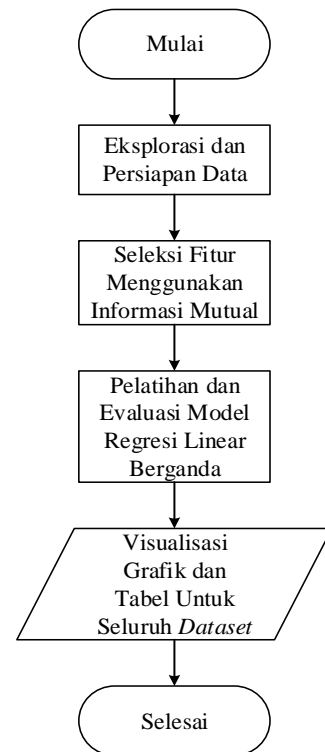 Mulai
Eksplorasi dan
Persiapan Data
Seleksi Fitur
Menggunakan
Informasi Mutual
Pelatihan dan
Evaluasi Model
Regresi Linear
Berganda
Visualisasi
Grafik dan
Tabel Untuk
Seluruh Dataset
Selesai